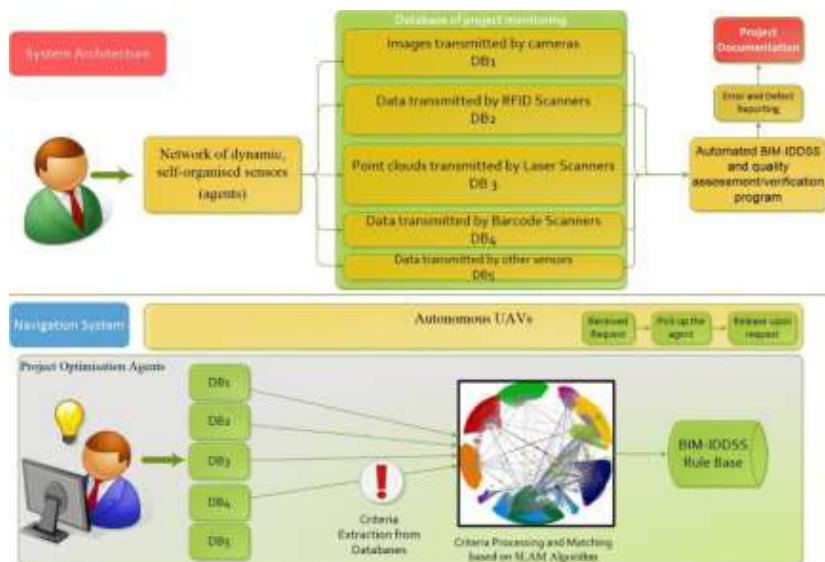 Database of project monitoring
System Architecture
Images transmitted by cameras
DB1
Project
Documentation
Data transmitted by RFID Scanners
DB2
Error and Defect
Reporting
Network of dynamic,
self-organised sensors
(agents)
Point clouds transmitted by Laser Scanners
DB 3
Automated BIM-IDDSS
and quality
assessment/verification
program
Data transmitted by Barcode Scanners
DB4
Data transmitted by other sensors
DB5
Navigation System
Autonomous UAVs
Received
Request
Pick up the
agent
Release upon
request
Project Optimisation Agents
DB1
DB2
DB3
DB4
DB5
!
Criteria
Extraction from
Databases
Criteria Processing and Matching
based on SLAM Algorithm
BIM-IDDSS
Rule Base